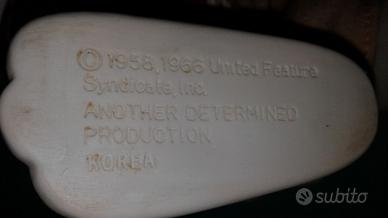 © 1958, 1966 United Feature
Syndicate, Inc.
ANOTHER DETERMINED
PRODUCTION
KOREA
subito